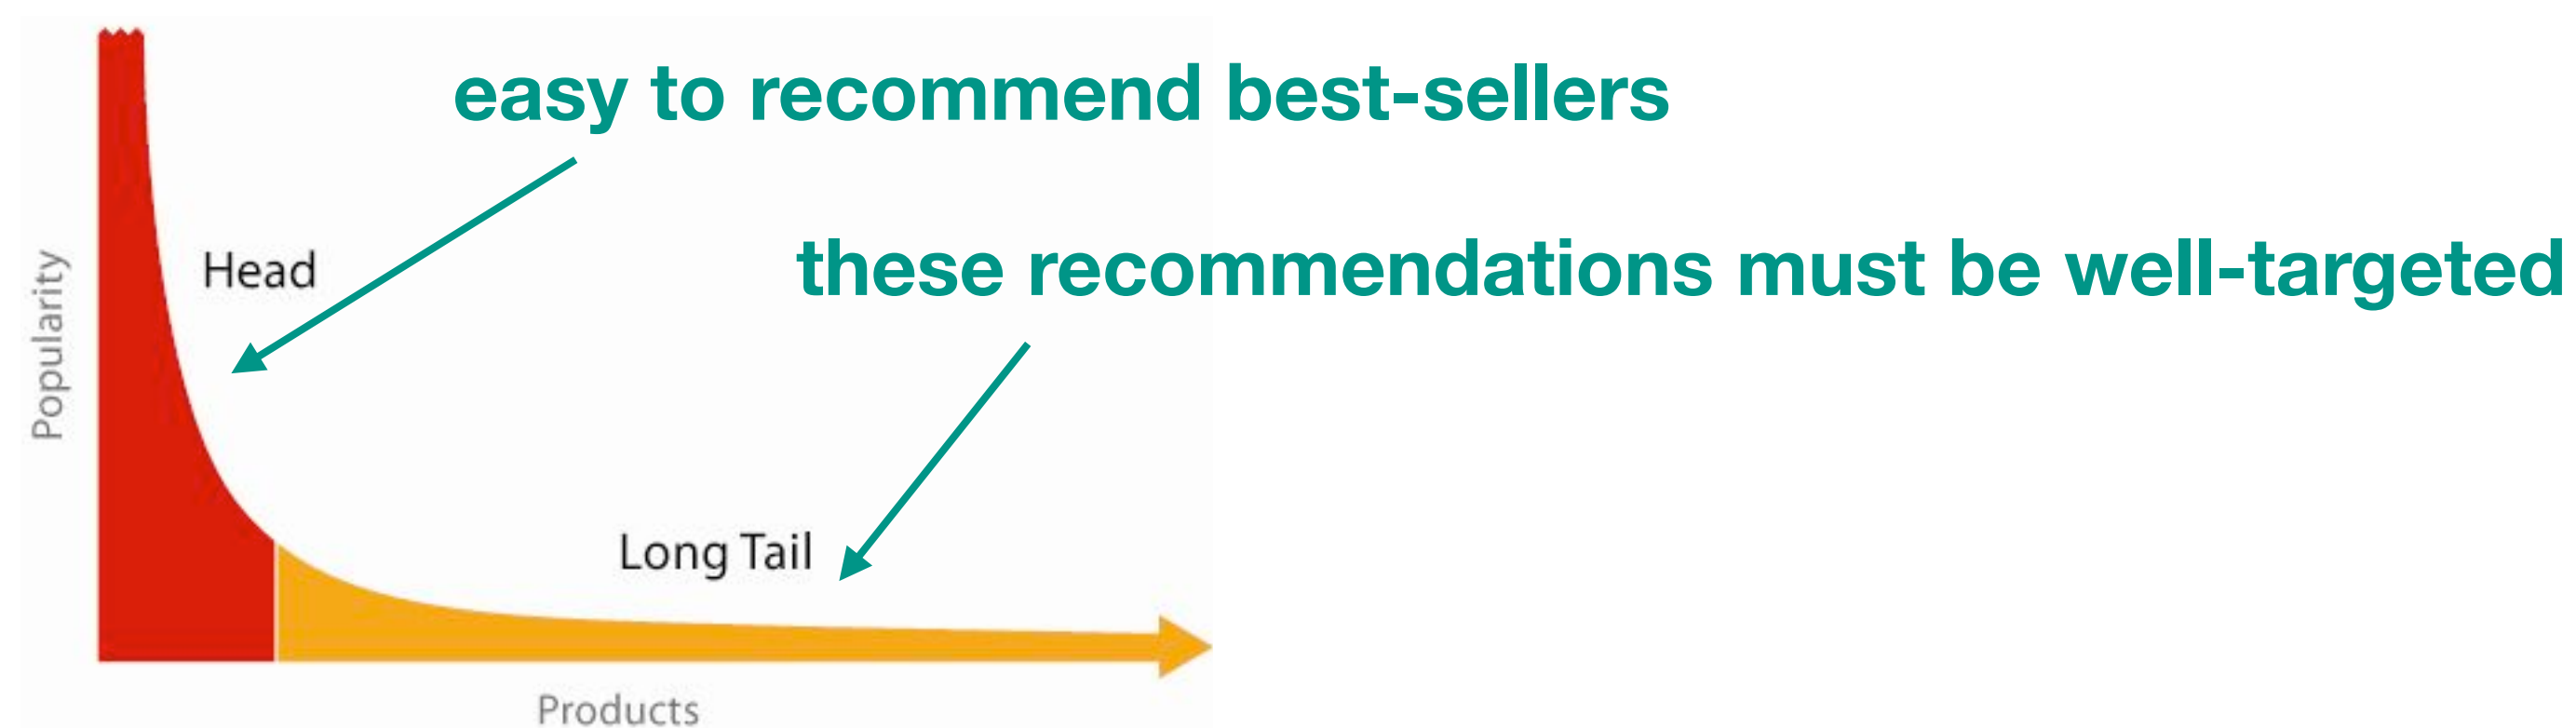 easy to recommend best-sellers
Head
these recommendations must be well-targeted
Popularity
Long Tail
Products